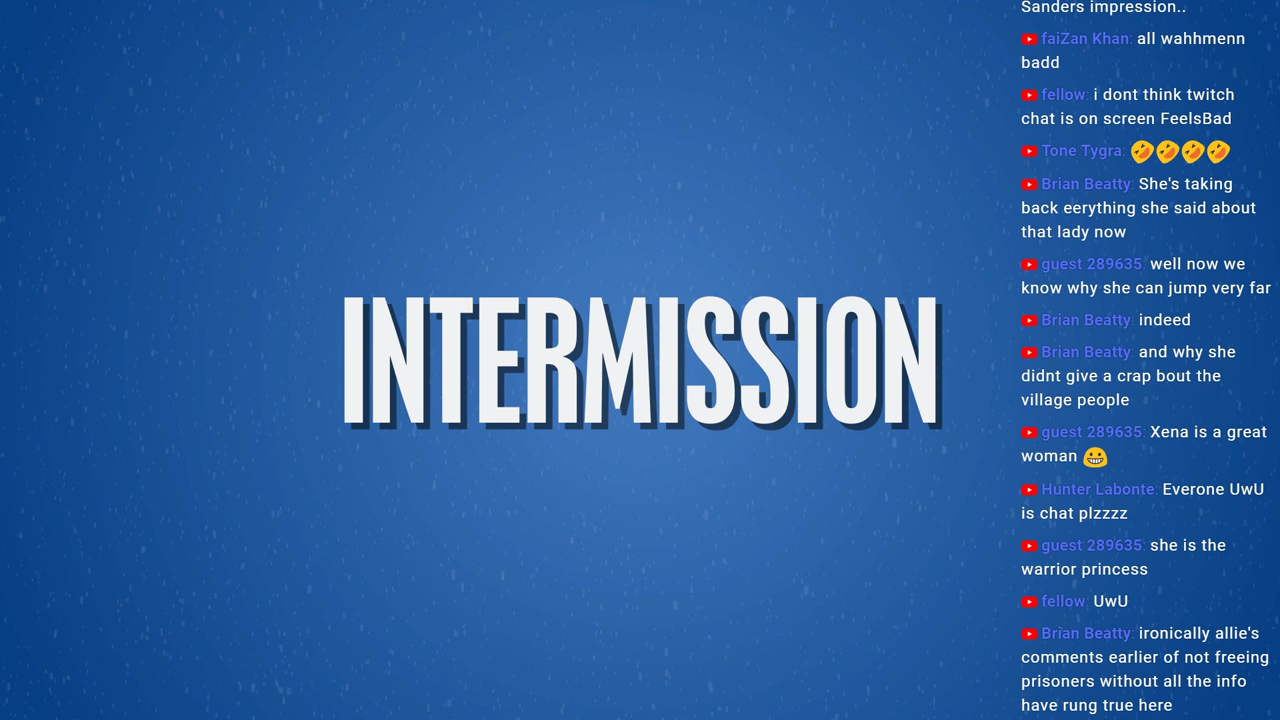 INTERMISSION
Sanders impression..
faiZan Khan: all wahhmenn
badd
fellow: i dont think twitch
chat is on screen FeelsBad
Tone Tygra: 🤣🤣🤣🤣
Brian Beatty: She's taking
back eerything she said about
that lady now
guest 289635: well now we
know why she can jump very far
Brian Beatty: indeed
Brian Beatty: and why she
didnt give a crap bout the
village people
guest 289635: Xena is a great
woman 😀
Hunter Labonte: Everone UwU
is chat plzzzz
guest 289635: she is the
warrior princess
fellow: UwU
Brian Beatty: ironically allie's
comments earlier of not freeing
prisoners without all the info
have rung true here